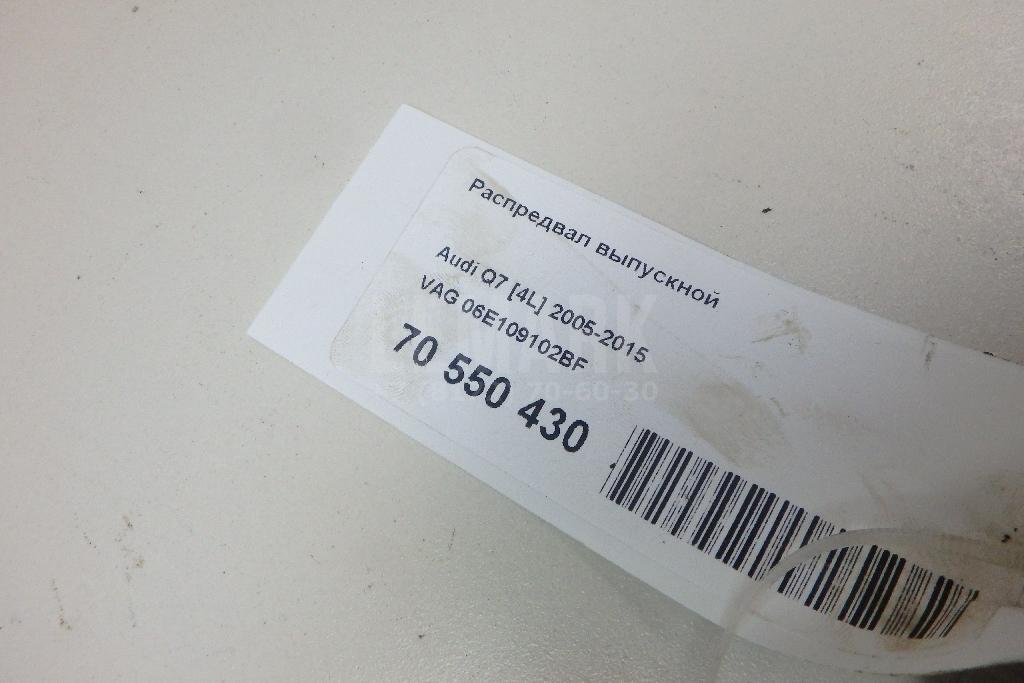 Распредвал выпускной
Audi Q7 [4L] 2005-2015
VAG 06E109102BF
70 550 430